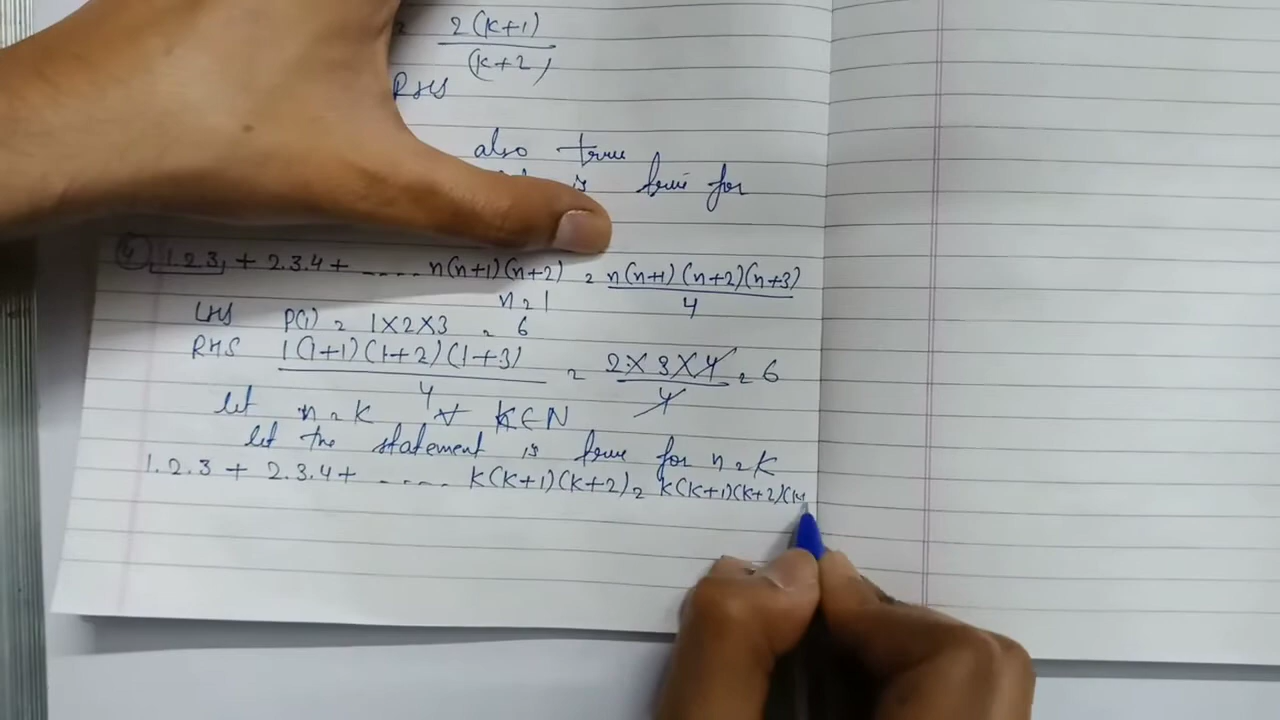 2(K+1)
(K+2)
RHS
also true
is true for
(4) 1.2.3 + 2.3.4 + ..... n(n+1)(n+2) = n(n+1)(n+2)(n+3)
4
n = 1
LHS P(1) = 1×2×3 = 6
RHS 1(1+1)(1+2)(1+3) = 2×3×4 = 6
4 4
let n = K ∀ K∈N
let the statement is true for n = K
1.2.3 + 2.3.4 + ..... K(K+1)(K+2) = K(K+1)(K+2)(K